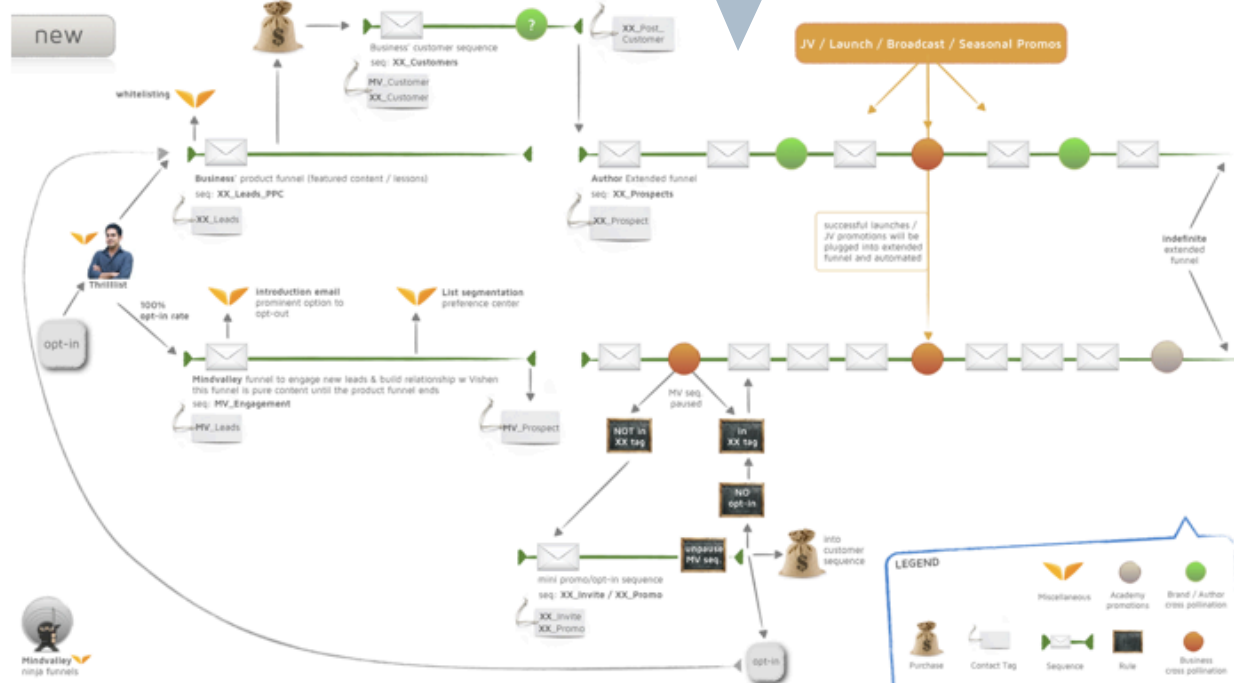 new
?
XX_Post_
Customer
JV / Launch / Broadcast / Seasonal Promos
Business' customer sequence
seq: XX_Customers
MV_Customer
XX_Customer
whitelisting
Business' product funnel (featured content / lessons)
seq: XX_Leads_PPC
XX_Leads
Author Extended funnel
seq: XX_Prospects
XX_Prospect
successful launches /
JV promotions will be
plugged into extended
funnel and automated
indefinite
extended
funnel
Thrilllist
100%
opt-in rate
opt-in
introduction email
prominent option to
opt-out
List segmentation
preference center
Mindvalley funnel to engage new leads & build relationship w Vishen
this funnel is pure content until the product funnel ends
seq: MV_Engagement
MV_Leads
MV_Prospect
MV seq.
paused
NOT in
XX tag
in
XX tag
NO
opt-in
unpause
MV seq.
into
customer
sequence
mini promo/opt-in sequence
seq: XX_Invite / XX_Promo
XX_Invite
XX_Promo
opt-in
Mindvalley
ninja funnels
LEGEND
Miscellaneous
Academy
promotions
Brand / Author
cross pollination
Purchase
Contact Tag
Sequence
Rule
Business
cross pollination